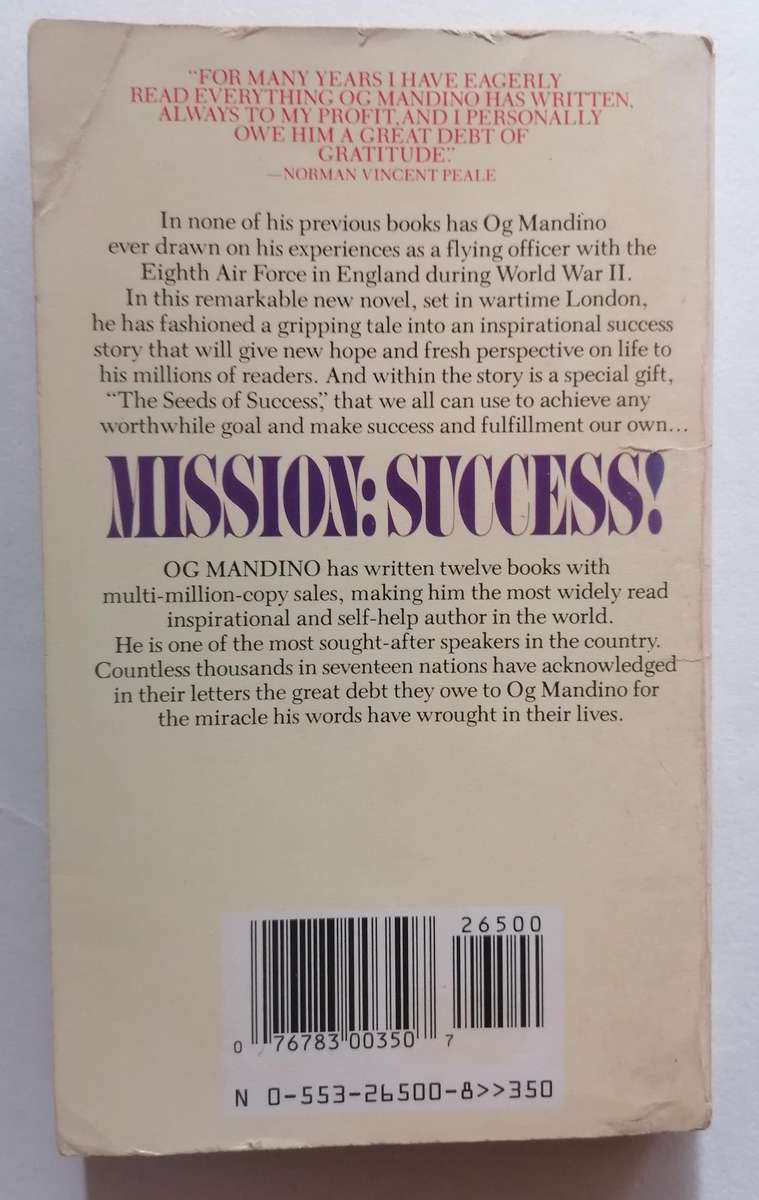 “FOR MANY YEARS I HAVE EAGERLY
READ EVERYTHING OG MANDINO HAS WRITTEN,
ALWAYS TO MY PROFIT, AND I PERSONALLY
OWE HIM A GREAT DEBT OF
GRATITUDE.”
—NORMAN VINCENT PEALE
In none of his previous books has Og Mandino
ever drawn on his experiences as a flying officer with the
Eighth Air Force in England during World War II.
In this remarkable new novel, set in wartime London,
he has fashioned a gripping tale into an inspirational success
story that will give new hope and fresh perspective on life to
his millions of readers. And within the story is a special gift,
“The Seeds of Success,” that we all can use to achieve any
worthwhile goal and make success and fulfillment our own...
MISSION: SUCCESS!
OG MANDINO has written twelve books with
multi-million-copy sales, making him the most widely read
inspirational and self-help author in the world.
He is one of the most sought-after speakers in the country.
Countless thousands in seventeen nations have acknowledged
in their letters the great debt they owe to Og Mandino for
the miracle his words have wrought in their lives.
26500
0 76783 00350 7
N 0-553-26500-8>>350